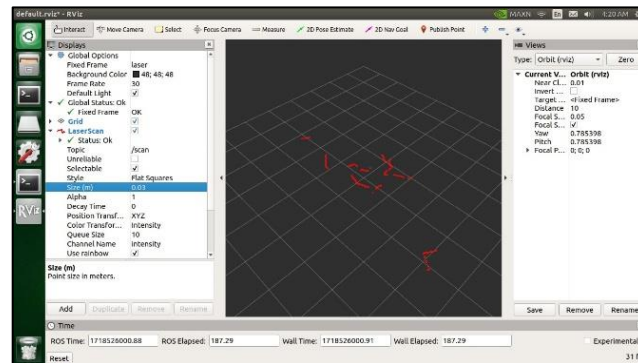 default.rviz* - RViz
MAXN En 1:20 AM
Interact Move Camera Select Focus Camera Measure 2D Pose Estimate 2D Nav Goal Publish Point
Displays
Global Options
Fixed Frame laser
Background Color 48; 48; 48
Frame Rate 30
Default Light
Global Status: Ok
Fixed Frame OK
Grid
LaserScan
Status: Ok
Topic /scan
Unreliable
Selectable
Style Flat Squares
Size (m) 0.03
Alpha 1
Decay Time 0
Position Transf... XYZ
Color Transfor... Intensity
Queue Size 10
Channel Name intensity
Use rainbow
Size (m)
Point size in meters.
Add Duplicate Remove Rename
Views
Type: Orbit (rviz) Zero
Current V... Orbit (rviz)
Near Cl... 0.01
Invert ...
Target ... <Fixed Frame>
Distance 10
Focal S... 0.05
Focal S...
Yaw 0.785398
Pitch 0.785398
Focal P... 0; 0; 0
Save Remove Rename
Time
ROS Time: 1718526000.88 ROS Elapsed: 187.29 Wall Time: 1718526000.91 Wall Elapsed: 187.29 Experimental
Reset